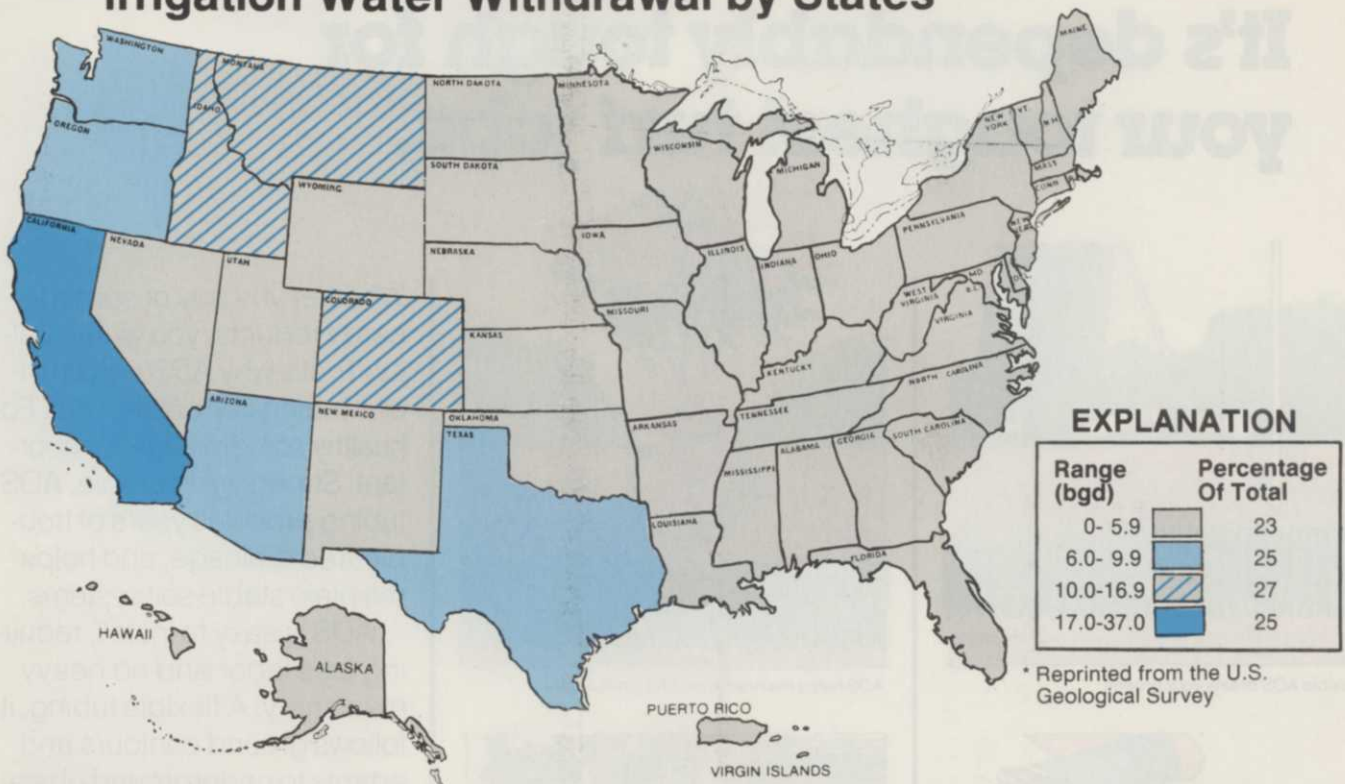 Irrigation Water Withdrawal by States
WASHINGTON
MONTANA
IDAHO
OREGON
NORTH DAKOTA
MINNESOTA
SOUTH DAKOTA
WISCONSIN
MICHIGAN
MAINE
NEW YORK
VT.
N.H.
MASS
CONN
WYOMING
CALIFORNIA
NEVADA
UTAH
COLORADO
NEBRASKA
IOWA
ILLINOIS
INDIANA
OHIO
PENNSYLVANIA
NEW
WEST VIRGINIA
MD
VIRGINIA
KANSAS
MISSOURI
KENTUCKY
ARIZONA
NEW MEXICO
OKLAHOMA
TEXAS
ARKANSAS
TENNESSEE
NORTH CAROLINA
SOUTH CAROLINA
MISSISSIPPI
ALABAMA
GEORGIA
LOUISIANA
FLORIDA
HAWAII
ALASKA
PUERTO RICO
VIRGIN ISLANDS
EXPLANATION
Range (bgd) Percentage Of Total
0- 5.9 23
6.0- 9.9 25
10.0-16.9 27
17.0-37.0 25
* Reprinted from the U.S.
Geological Survey